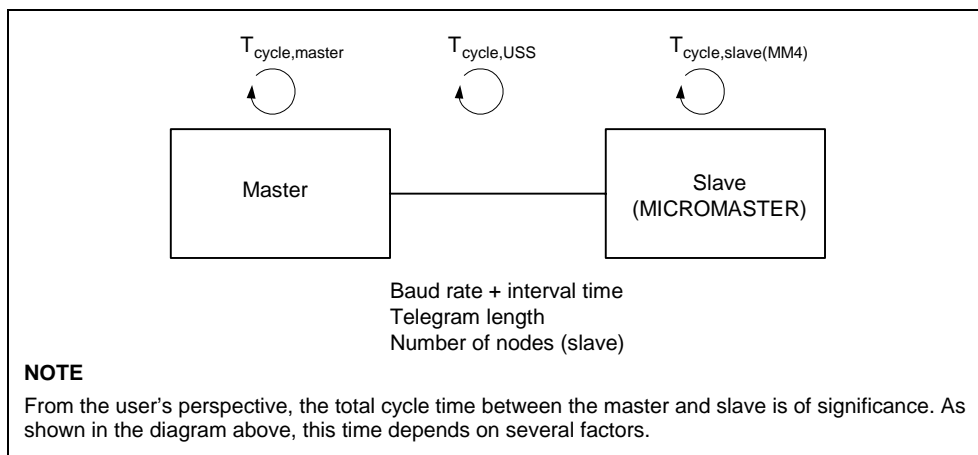 Tcycle,master Tcycle,USS Tcycle,slave(MM4)
Master
Slave
(MICROMASTER)
Baud rate + interval time
Telegram length
Number of nodes (slave)
NOTE
From the user's perspective, the total cycle time between the master and slave is of significance. As
shown in the diagram above, this time depends on several factors.